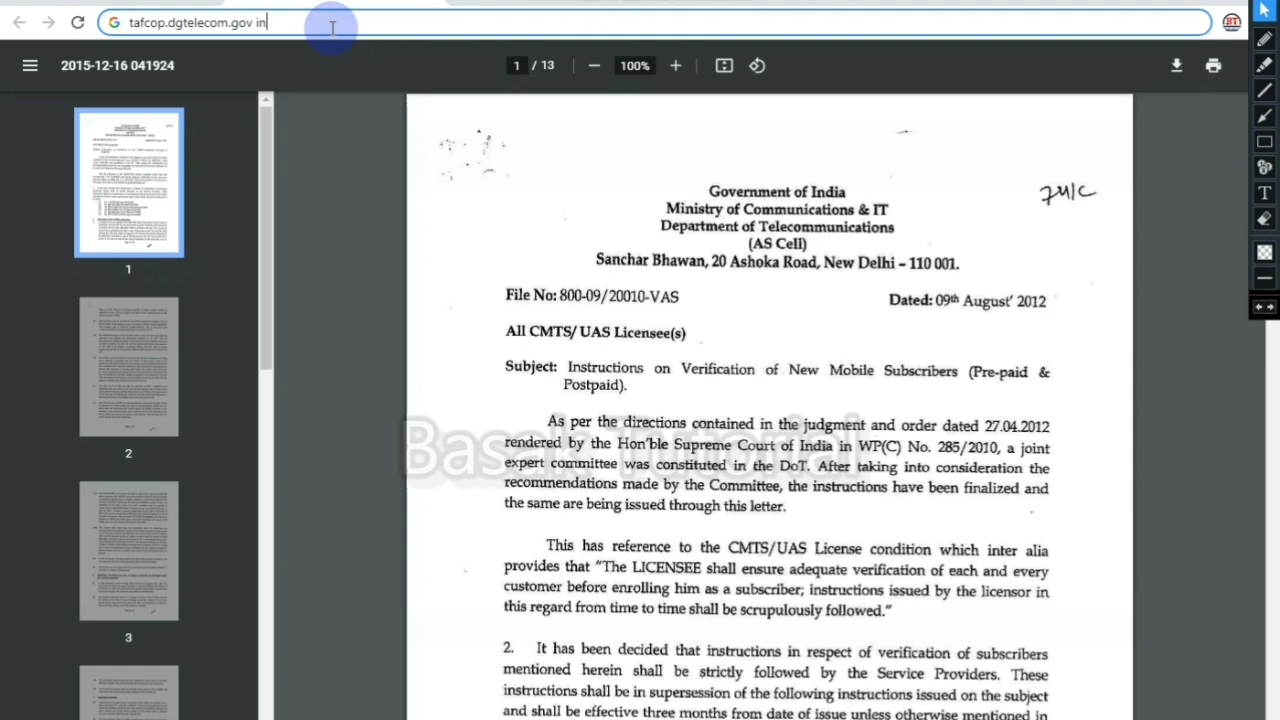 tafcop.dgtelecom.gov in
2015-12-16 041924
1 / 13
100%
Government of India
Ministry of Communications & IT
Department of Telecommunications
(AS Cell)
Sanchar Bhawan, 20 Ashoka Road, New Delhi – 110 001.
File No: 800-09/20010-VAS
Dated: 09th August' 2012
All CMTS/ UAS Licensee(s)
Subject: Instructions on Verification of New Mobile Subscribers (Pre-paid &
Postpaid).
As per the directions contained in the judgment and order dated 27.04.2012
rendered by the Hon'ble Supreme Court of India in WP(C) No. 285/2010, a joint
expert committee was constituted in the DoT. After taking into consideration the
recommendations made by the Committee, the instructions have been finalized and
the same are being issued through this letter.
Basak Tutorial
This has reference to the CMTS/UAS License condition which inter alia
provides that "The LICENSEE shall ensure adequate verification of each and every
customer before enrolling him as a subscriber; instructions issued by the licensor in
this regard from time to time shall be scrupulously followed."
2. It has been decided that instructions in respect of verification of subscribers
mentioned herein shall be strictly followed by the Service Providers. These
instructions shall be in supersession of the following instructions issued on the subject
and shall be effective three months from date of issue unless otherwise mentioned in
1
2
3
T